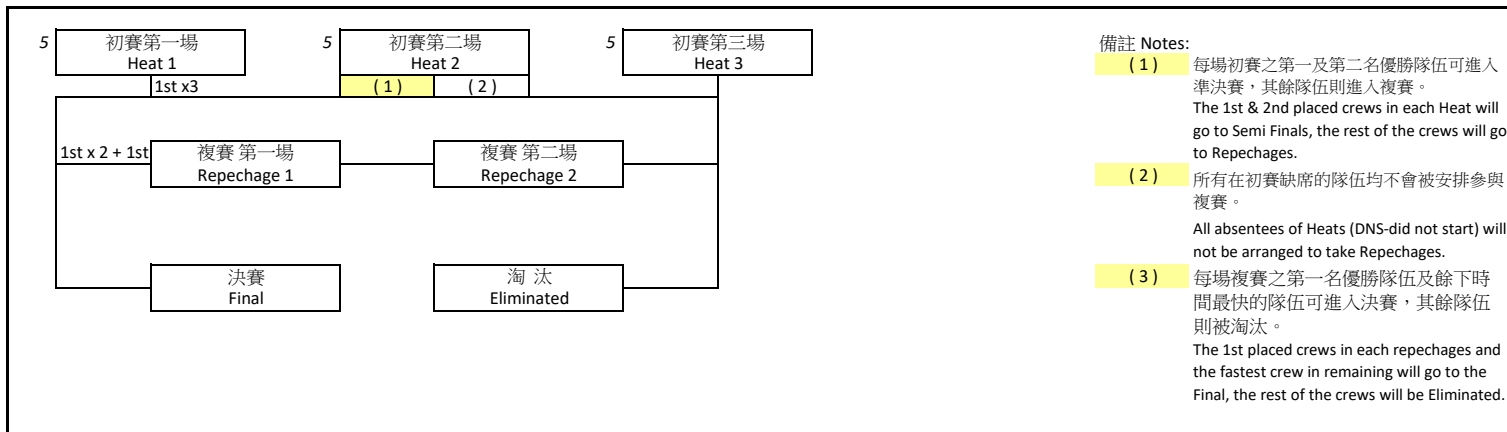 5 初賽第一場 5 初賽第二場 5 初賽第三場
Heat 1 Heat 2 Heat 3
1st x3 ( 1 ) ( 2 )
1st x 2 + 1st 複賽 第一場 複賽 第二場
Repechage 1 Repechage 2
決賽 淘 汰
Final Eliminated
備註 Notes:
( 1 ) 每場初賽之第一及第二名優勝隊伍可進入
準決賽，其餘隊伍則進入複賽。
The 1st & 2nd placed crews in each Heat will
go to Semi Finals, the rest of the crews will go
to Repechages.
( 2 ) 所有在初賽缺席的隊伍均不會被安排參與
複賽。
All absentees of Heats (DNS-did not start) will
not be arranged to take Repechages.
( 3 ) 每場複賽之第一名優勝隊伍及餘下時
間最快的隊伍可進入決賽，其餘隊伍
則被淘汰。
The 1st placed crews in each repechages and
the fastest crew in remaining will go to the
Final, the rest of the crews will be Eliminated.